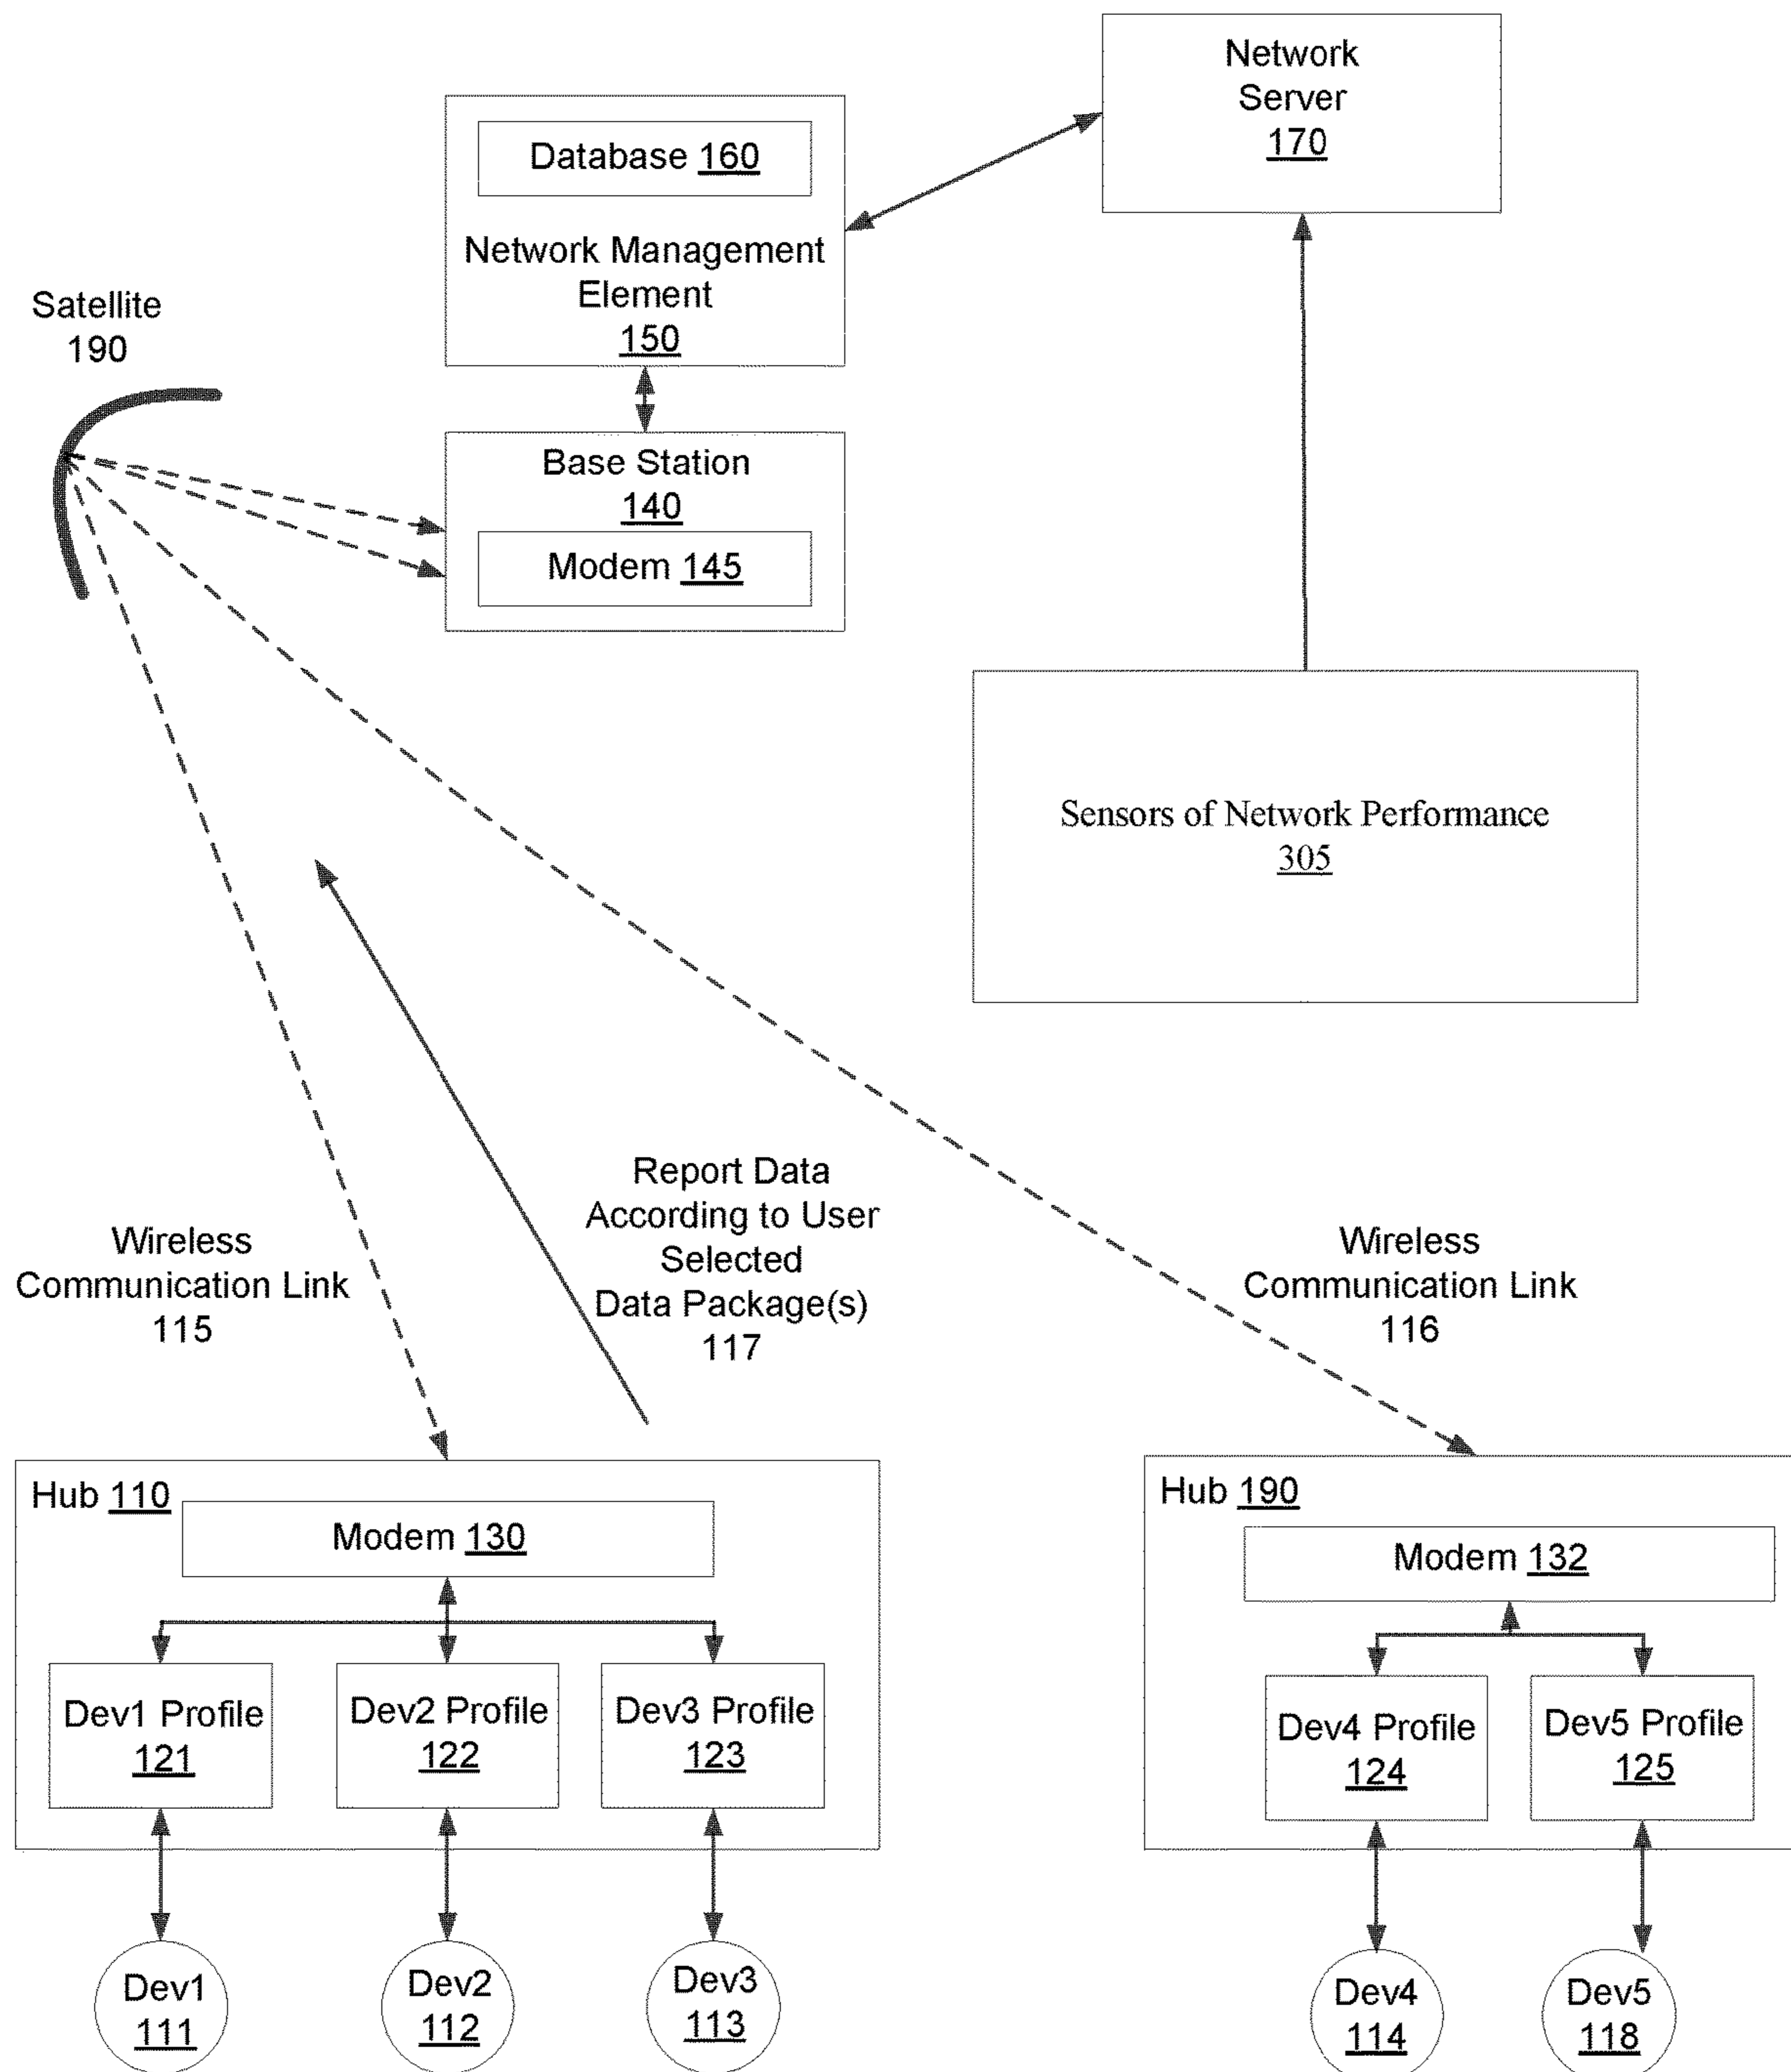 Network
Server
170
Database 160
Network Management
Element
150
Satellite
190
Base Station
140
Modem 145
Sensors of Network Performance
305
Report Data
According to User
Selected
Data Package(s)
117
Wireless
Communication Link
115
Wireless
Communication Link
116
Hub 110
Modem 130
Dev1 Profile
121
Dev2 Profile
122
Dev3 Profile
123
Hub 190
Modem 132
Dev4 Profile
124
Dev5 Profile
125
Dev1
111
Dev2
112
Dev3
113
Dev4
114
Dev5
118